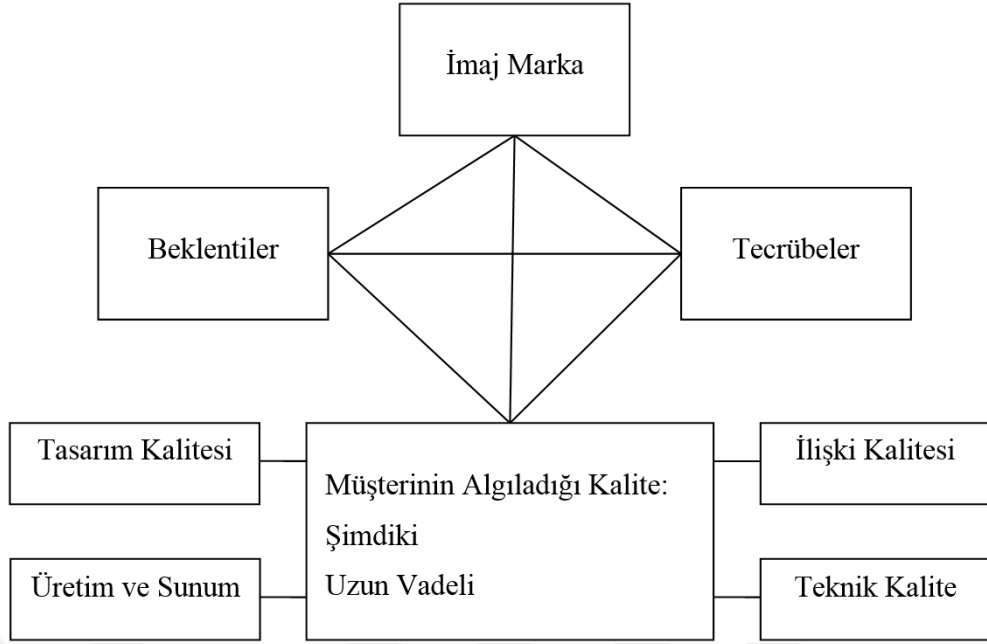 İmaj Marka
Beklentiler
Tecrübeler
Tasarım Kalitesi
İlişki Kalitesi
Müşterinin Algıladığı Kalite:
Şimdiki
Uzun Vadeli
Üretim ve Sunum
Teknik Kalite